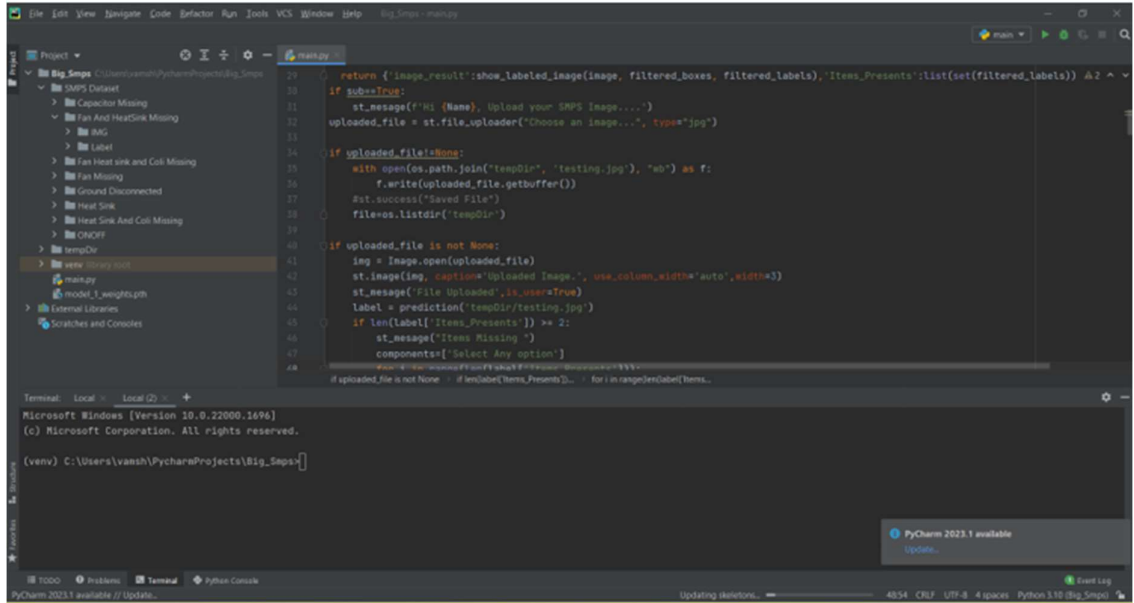 File Edit View Navigate Code Refactor Run Tools VCS Window Help Big_Smps - main.py
main
Project
main.py
Big_Smps C:\Users\vamsh\PycharmProjects\Big_Smps
SMPS Dataset
Capacitor Missing
Fan And HeatSink Missing
IMG
Label
Fan Heat sink and Coli Missing
Fan Missing
Ground Disconnected
Heat Sink
Heat Sink And Coli Missing
ONOFF
tempDir
venv library root
main.py
model_1_weights.pth
External Libraries
Scratches and Consoles
29 return {'image_result':show_labeled_image(image, filtered_boxes, filtered_labels),'Items_Presents':list(set(filtered_labels)) 2
30 if sub==True:
31 st_mesage(f'Hi {Name}, Upload your SMPS Image....')
32 uploaded_file = st.file_uploader("Choose an image...", type="jpg")
33
34 if uploaded_file!=None:
35 with open(os.path.join("tempDir", 'testing.jpg'), "wb") as f:
36 f.write(uploaded_file.getbuffer())
37 #st.success("Saved File")
38 file=os.listdir('tempDir')
39
40 if uploaded_file is not None:
41 img = Image.open(uploaded_file)
42 st.image(img, caption='Uploaded Image.', use_column_width='auto',width=3)
43 st_mesage('File Uploaded',is_user=True)
44 label = prediction('tempDir/testing.jpg')
45 if len(label['Items_Presents']) >= 2:
46 st_mesage("Items Missing ")
47 components=['Select Any option']
48 for i in range(len(label['Items_Presents'])):
if uploaded_file is not None if len(label['Items_Presents'])... for i in range(len(label['Items...
Terminal: Local Local (2)
Microsoft Windows [Version 10.0.22000.1696]
(c) Microsoft Corporation. All rights reserved.
(venv) C:\Users\vamsh\PycharmProjects\Big_Smps>
Structure
Favorites
PyCharm 2023.1 available
Update...
TODO Problems Terminal Python Console Event Log
PyCharm 2023.1 available // Update... Updating skeletons... 48:54 CRLF UTF-8 4 spaces Python 3.10 (Big_Smps)